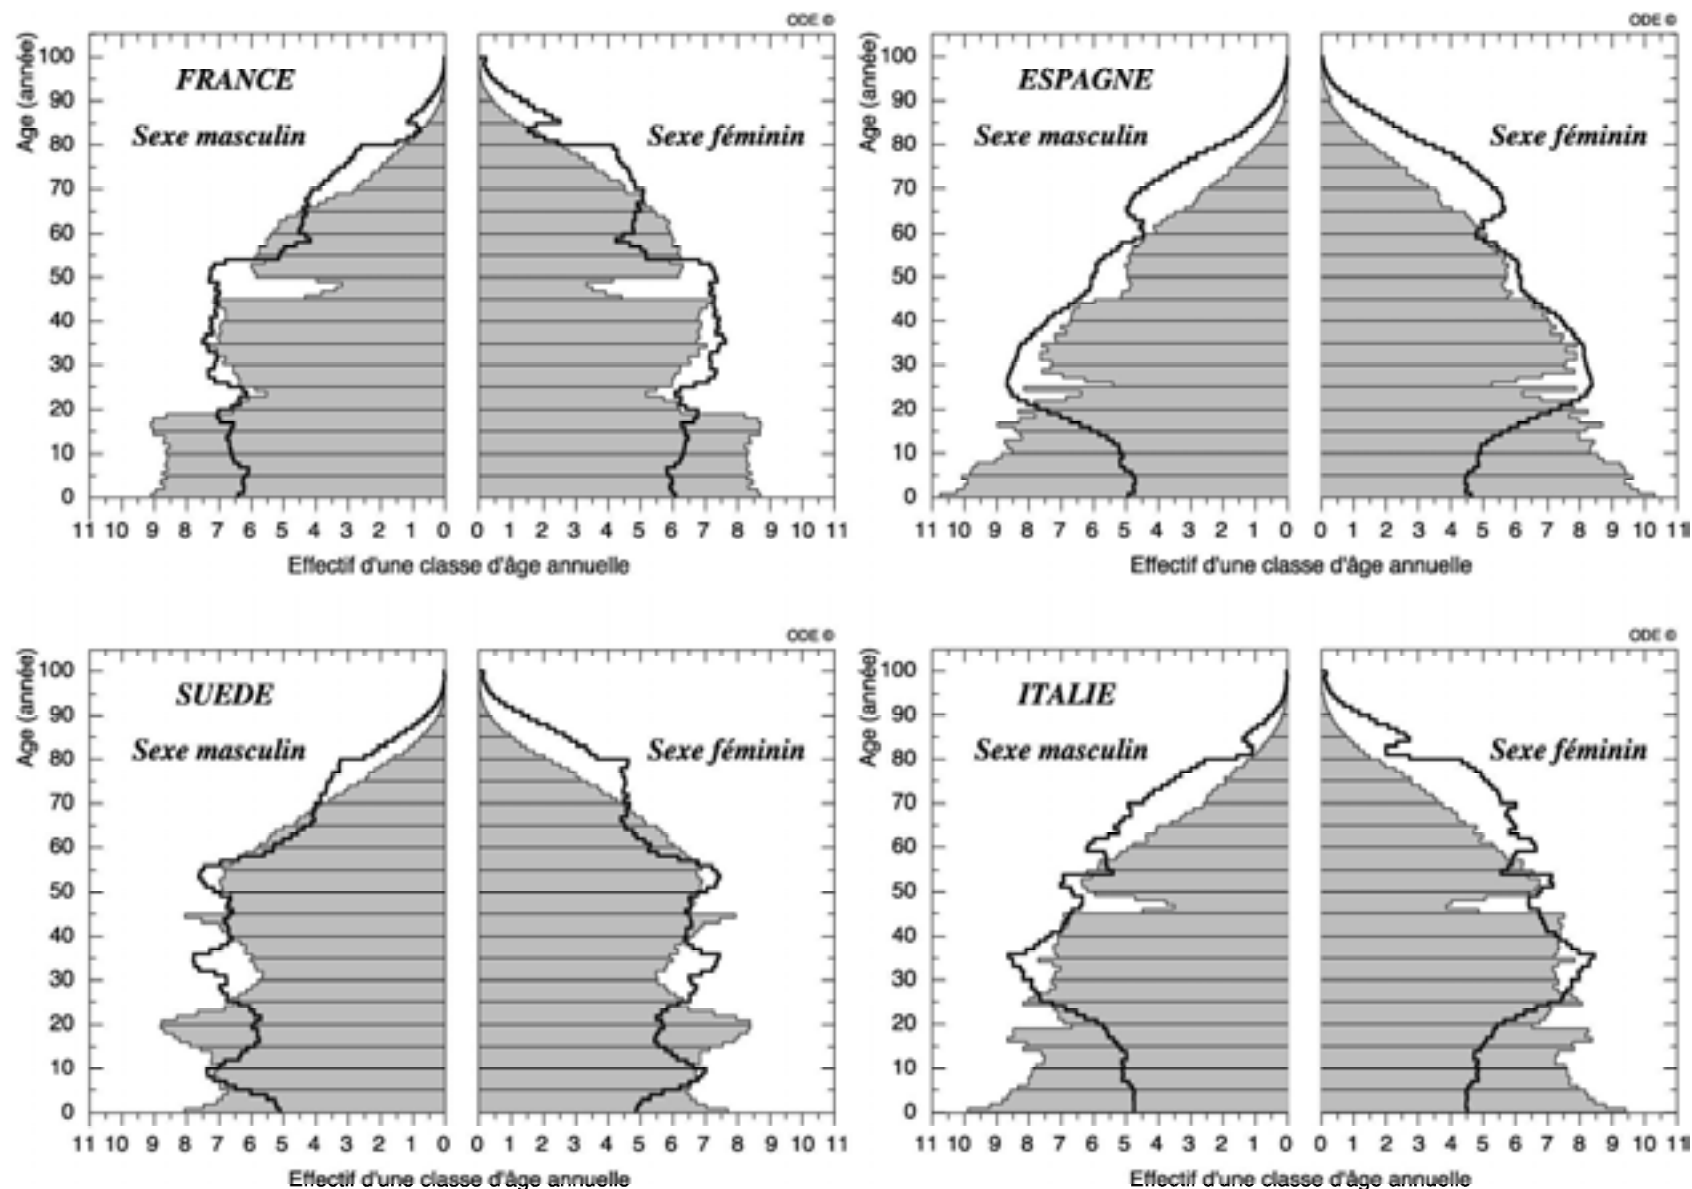 ODE ©
FRANCE
Sexe masculin
Sexe féminin
Age (année)
100
90
80
70
60
50
40
30
20
10
0
11 10 9 8 7 6 5 4 3 2 1 0
0 1 2 3 4 5 6 7 8 9 10 11
Effectif d'une classe d'âge annuelle
ODE ©
ESPAGNE
Sexe masculin
Sexe féminin
Age (année)
100
90
80
70
60
50
40
30
20
10
0
11 10 9 8 7 6 5 4 3 2 1 0
0 1 2 3 4 5 6 7 8 9 10 11
Effectif d'une classe d'âge annuelle
ODE ©
SUEDE
Sexe masculin
Sexe féminin
Age (année)
100
90
80
70
60
50
40
30
20
10
0
11 10 9 8 7 6 5 4 3 2 1 0
0 1 2 3 4 5 6 7 8 9 10 11
Effectif d'une classe d'âge annuelle
ODE ©
ITALIE
Sexe masculin
Sexe féminin
Age (année)
100
90
80
70
60
50
40
30
20
10
0
11 10 9 8 7 6 5 4 3 2 1 0
0 1 2 3 4 5 6 7 8 9 10 11
Effectif d'une classe d'âge annuelle